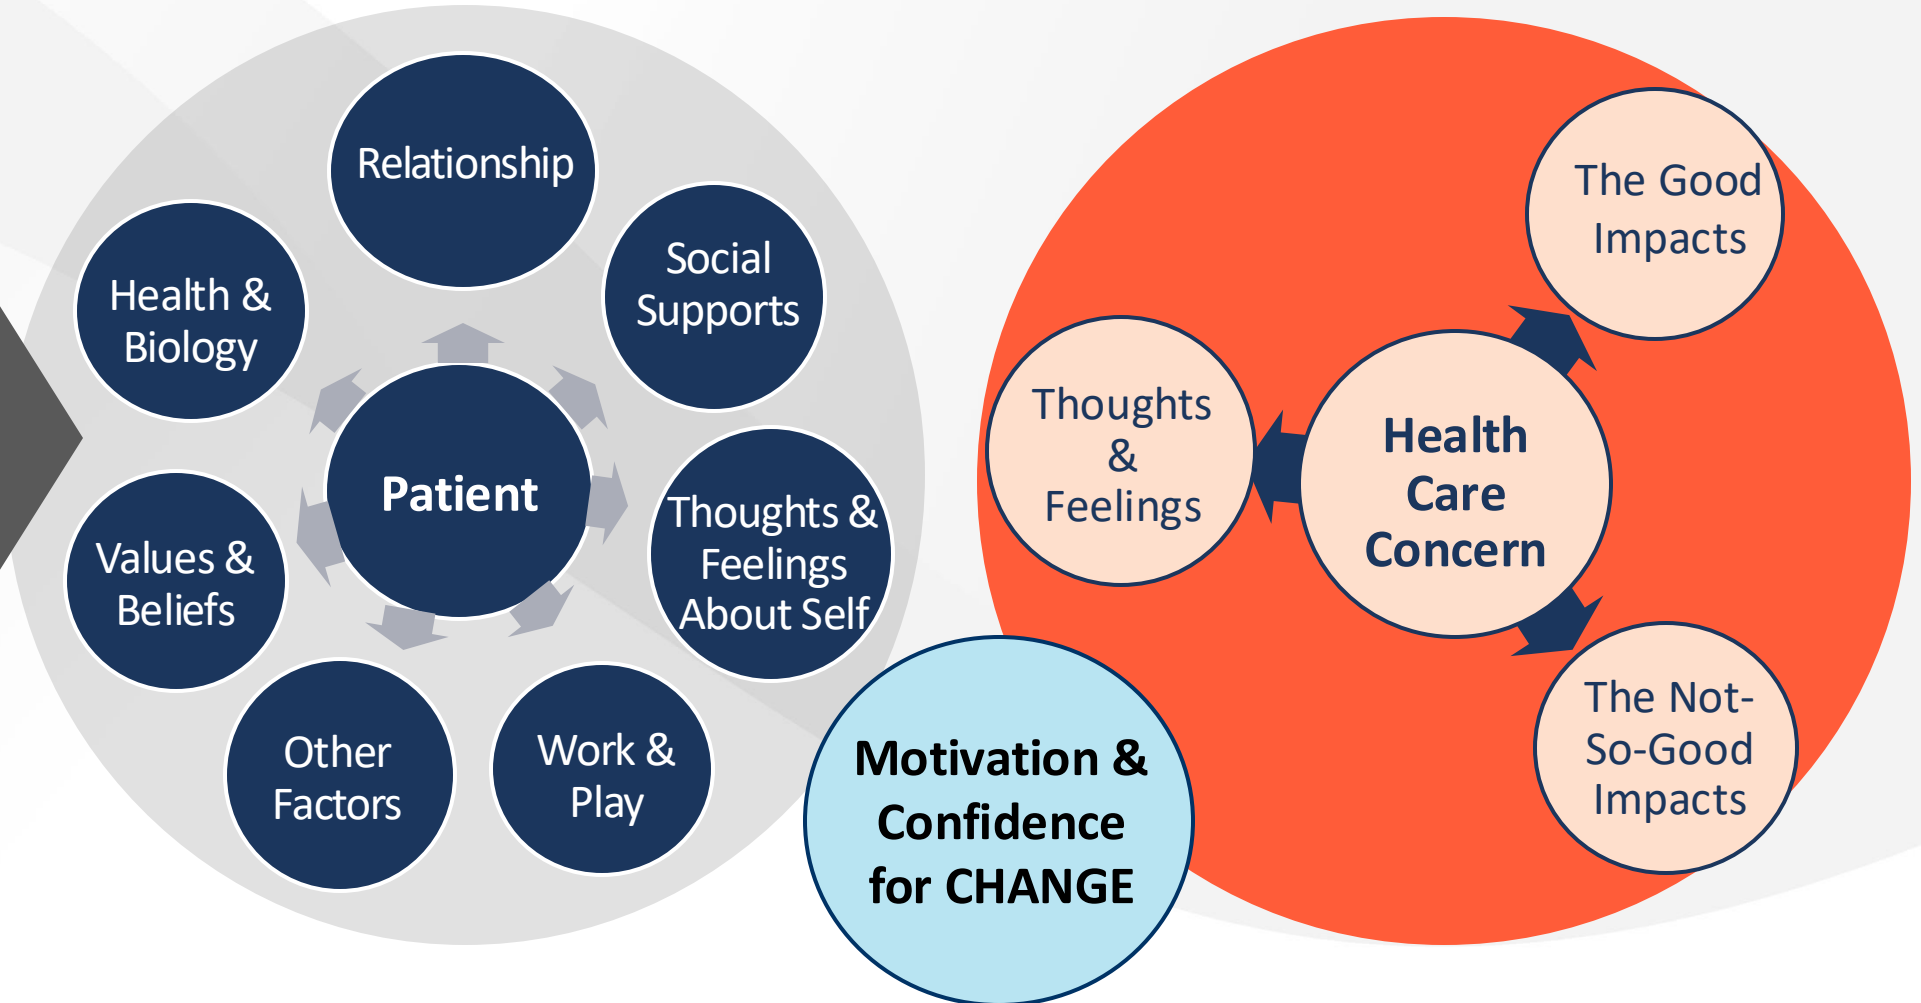 Relationship
Social
Supports
Health &
Biology
Patient
Thoughts &
Feelings
About Self
Values &
Beliefs
Other
Factors
Work &
Play
Motivation &
Confidence
for CHANGE
The Good
Impacts
Thoughts
&
Feelings
Health
Care
Concern
The Not-
So-Good
Impacts